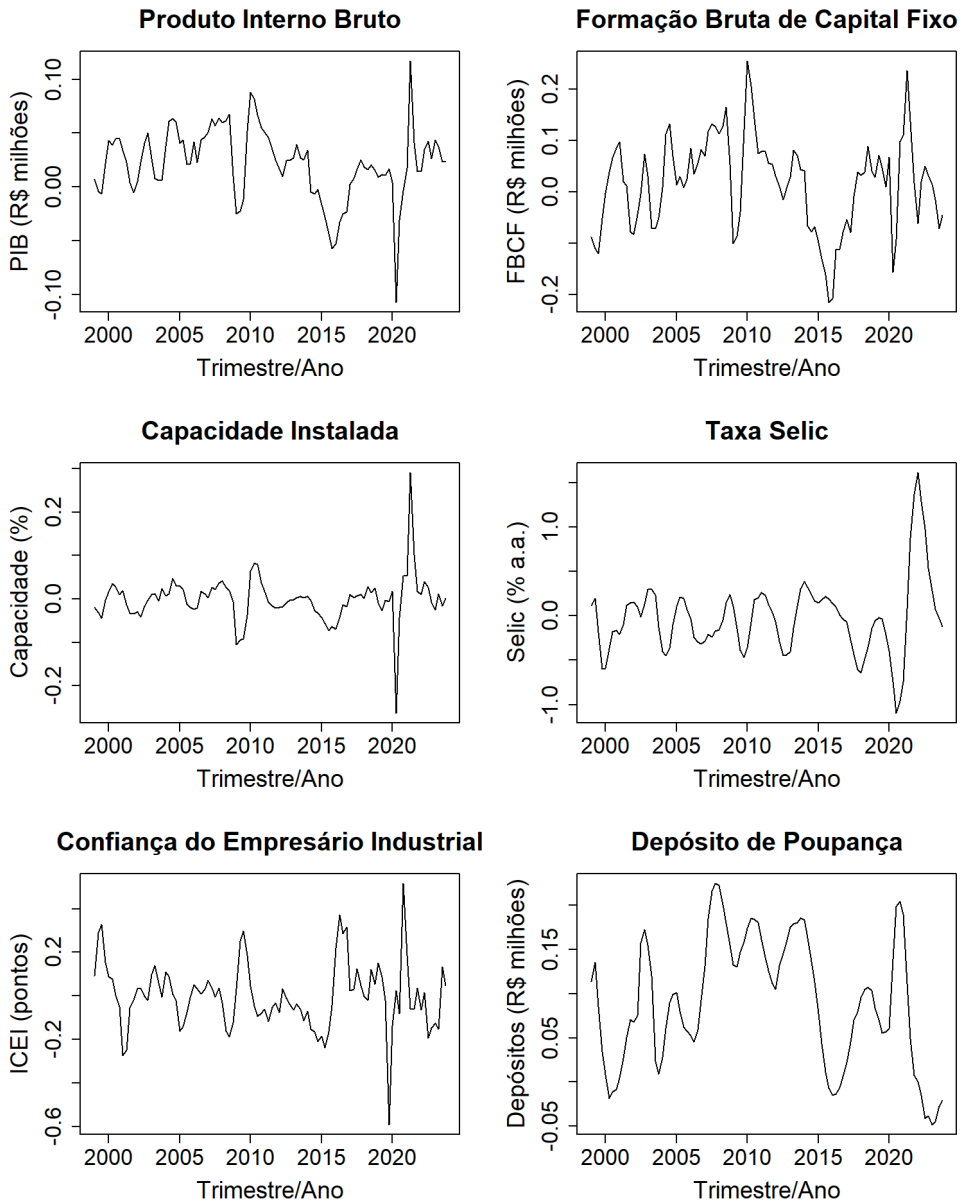 Produto Interno Bruto
PIB (R$ milhões)
0.10
0.00
-0.10
2000 2005 2010 2015 2020
Trimestre/Ano
Formação Bruta de Capital Fixo
FBCF (R$ milhões)
0.2
0.1
0.0
-0.2
2000 2005 2010 2015 2020
Trimestre/Ano
Capacidade Instalada
Capacidade (%)
0.2
0.0
-0.2
2000 2005 2010 2015 2020
Trimestre/Ano
Taxa Selic
Selic (% a.a.)
1.0
0.0
-1.0
2000 2005 2010 2015 2020
Trimestre/Ano
Confiança do Empresário Industrial
ICEI (pontos)
0.2
-0.2
-0.6
2000 2005 2010 2015 2020
Trimestre/Ano
Depósito de Poupança
Depósitos (R$ milhões)
0.15
0.05
-0.05
2000 2005 2010 2015 2020
Trimestre/Ano